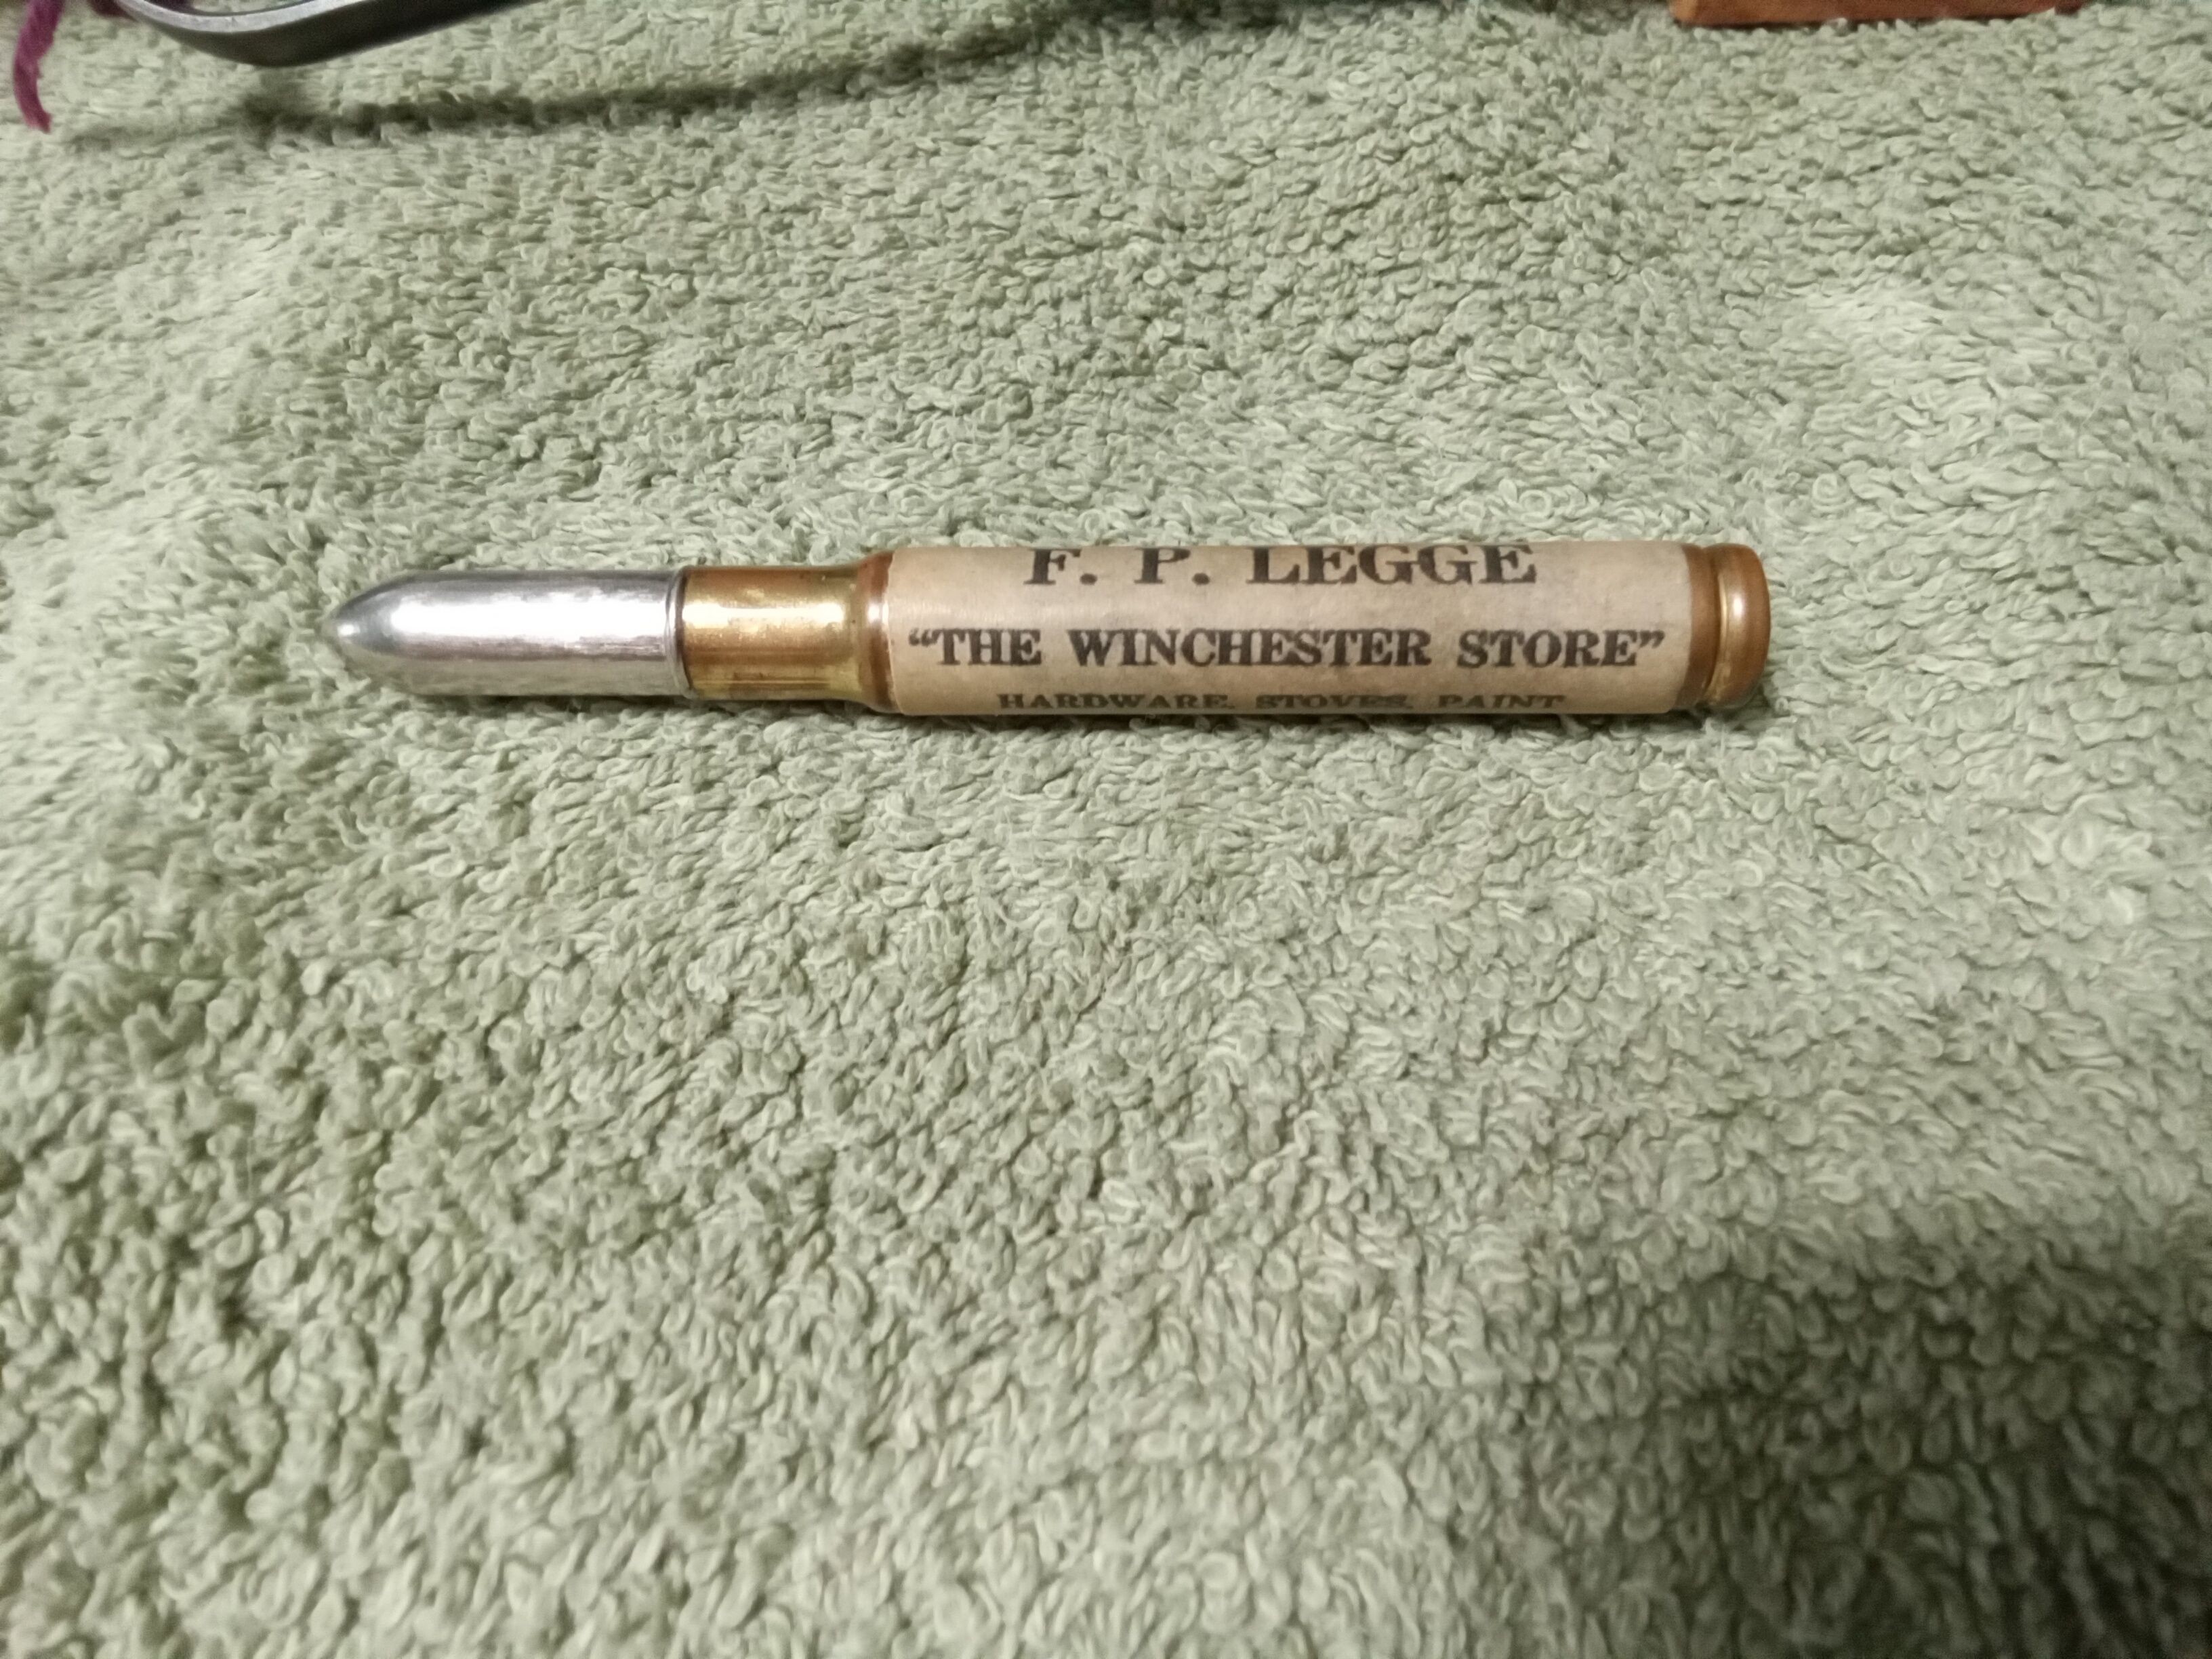 F. P. LEGGE
“THE WINCHESTER STORE”
HARDWARE, STOVES, PAINT